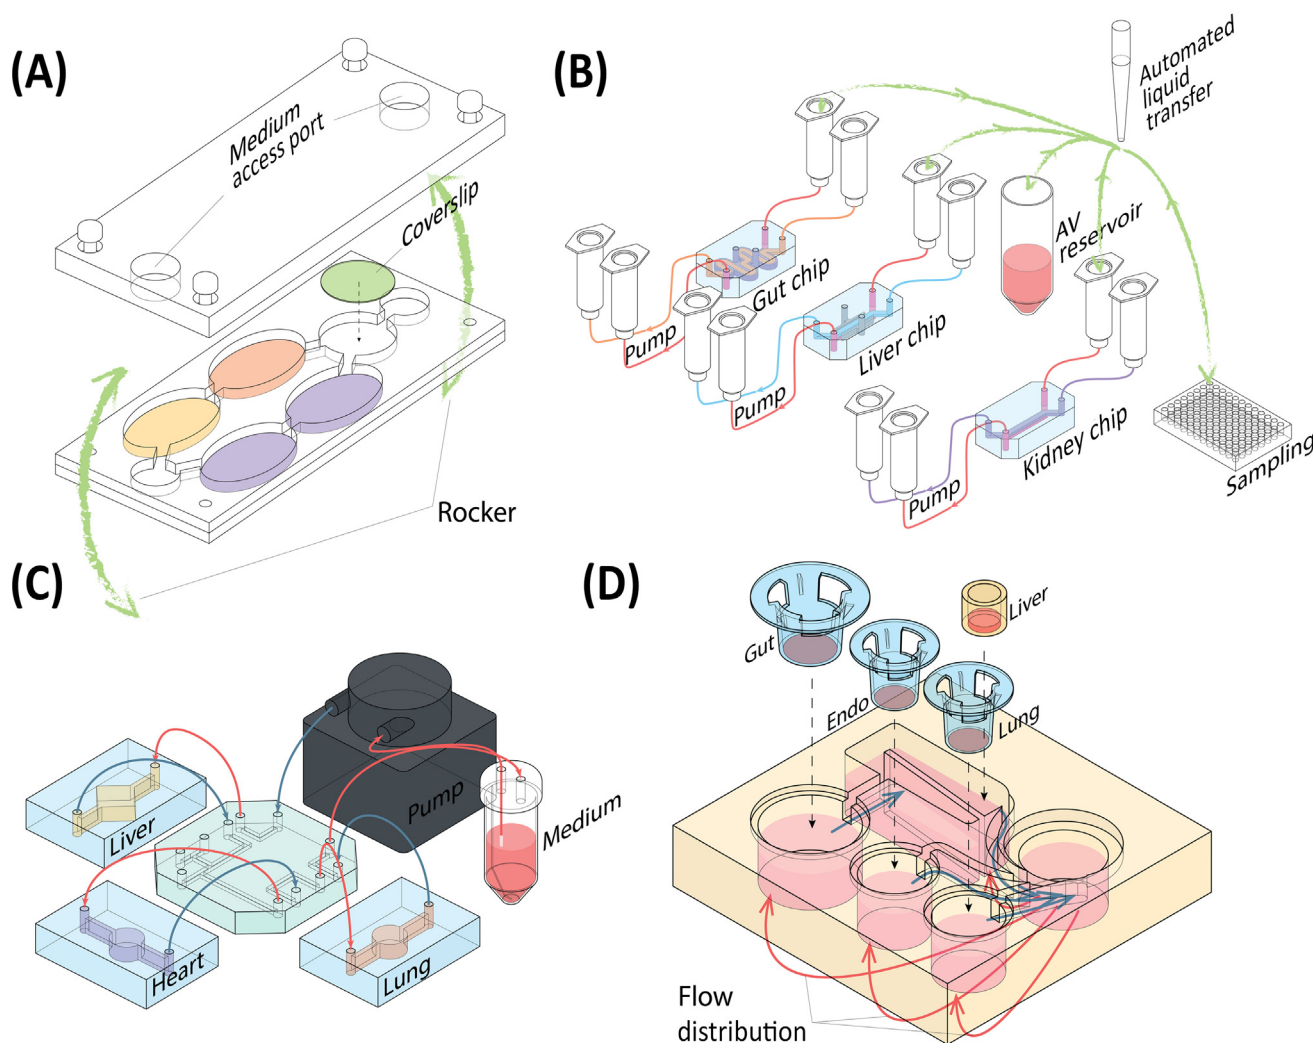 (A)
Medium
access port
Coverslip
Rocker
(B)
Automated
liquid
transfer
AV
reservoir
Gut chip
Pump
Liver chip
Pump
Kidney chip
Pump
Sampling
(C)
Pump
Medium
Liver
Heart
Lung
(D)
Gut
Endo
Liver
Lung
Flow
distribution